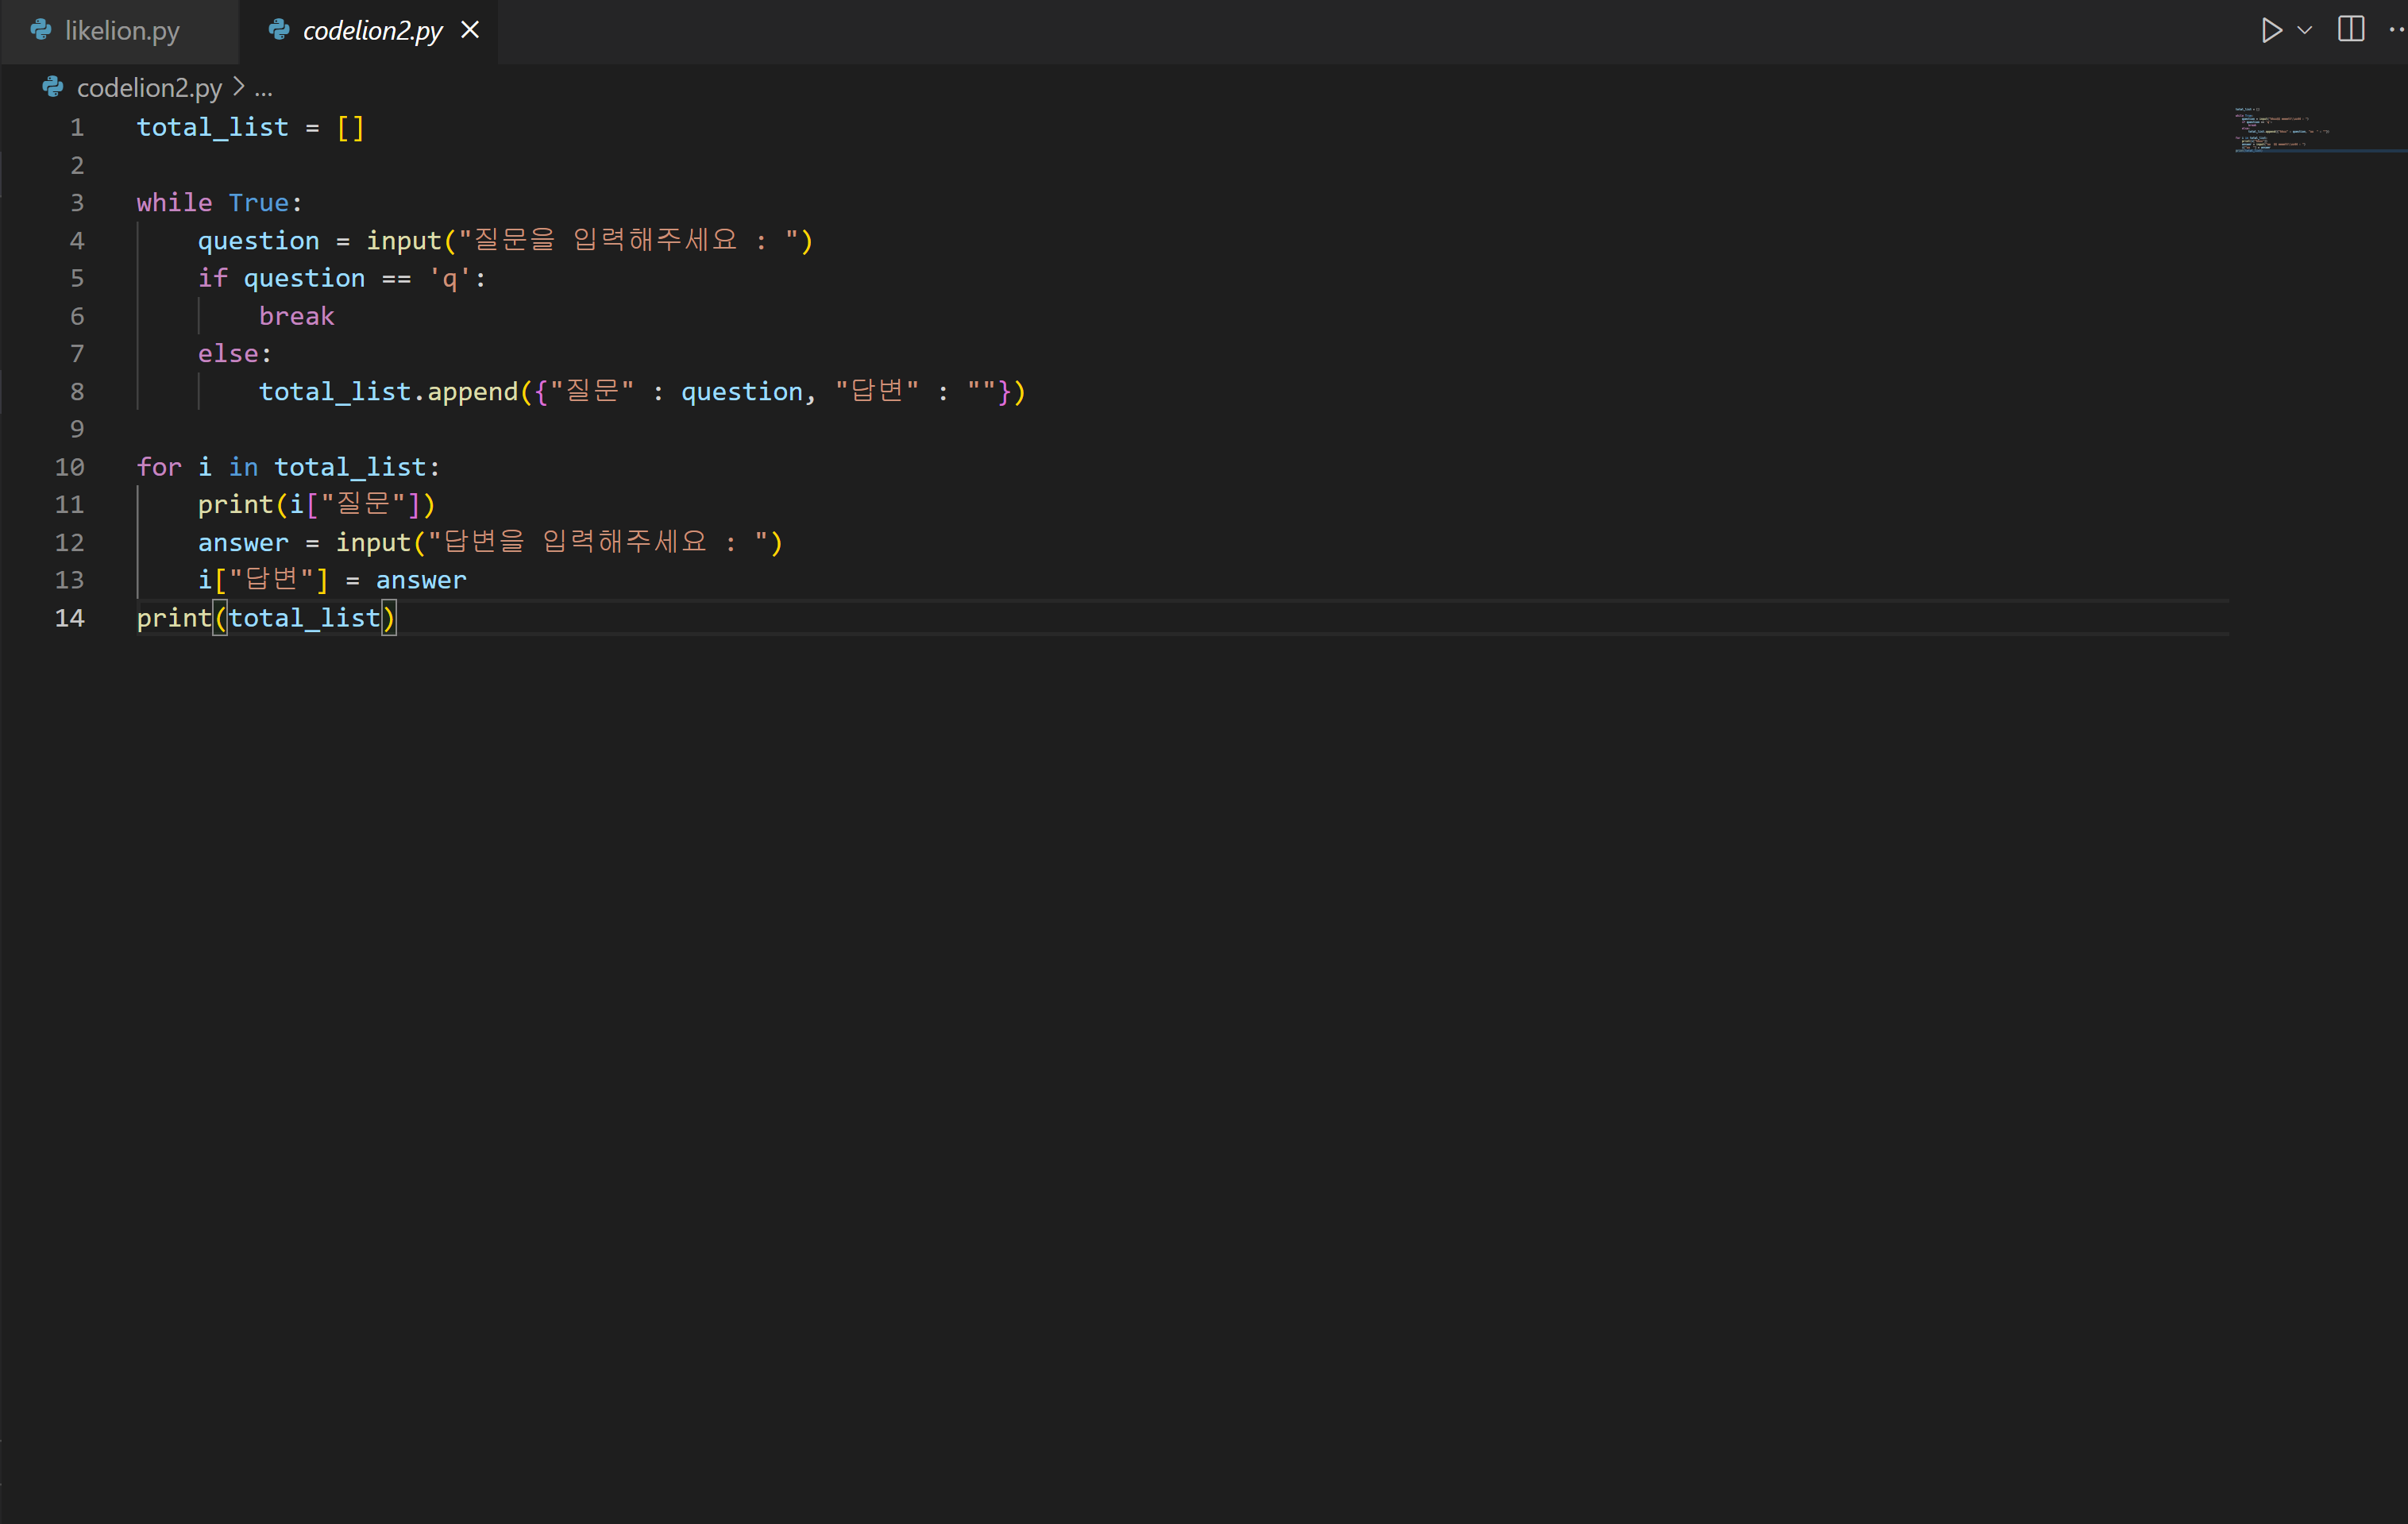 likelion.py
codelion2.py
codelion2.py > ...
1 total_list = []
2
3 while True:
4     question = input("질문을 입력해주세요 : ")
5     if question == 'q':
6         break
7     else:
8         total_list.append({"질문" : question, "답변" : ""})
9
10 for i in total_list:
11     print(i["질문"])
12     answer = input("답변을 입력해주세요 : ")
13     i["답변"] = answer
14 print(total_list)